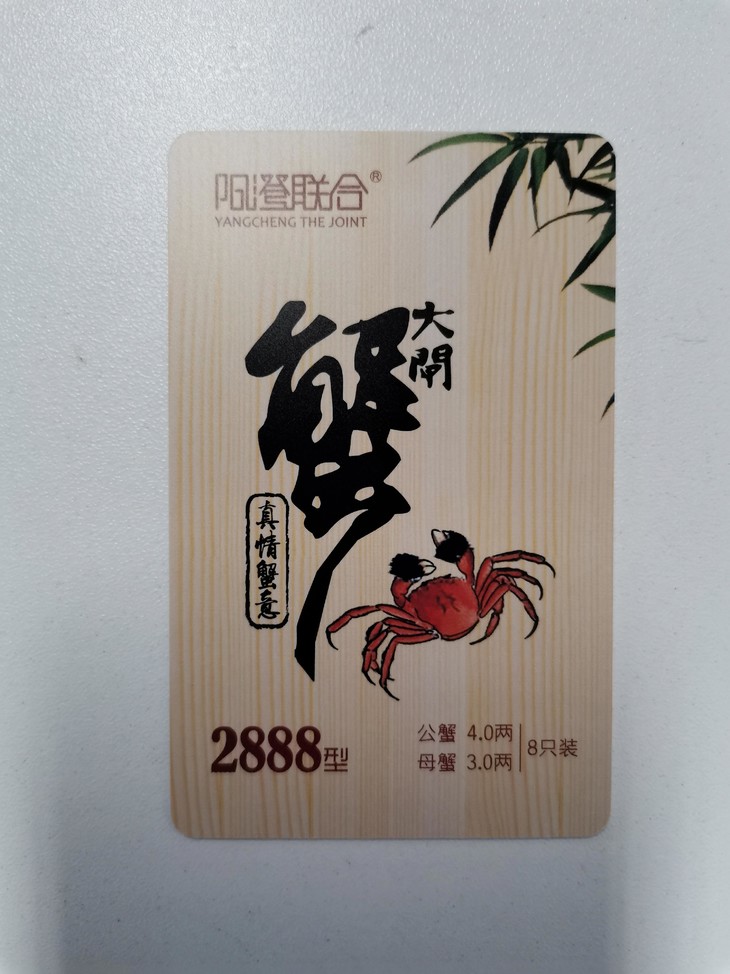 阳澄联合®
YANGCHENG THE JOINT
大闸
蟹
真情蟹意
2888型
公蟹 4.0两
母蟹 3.0两
8只装